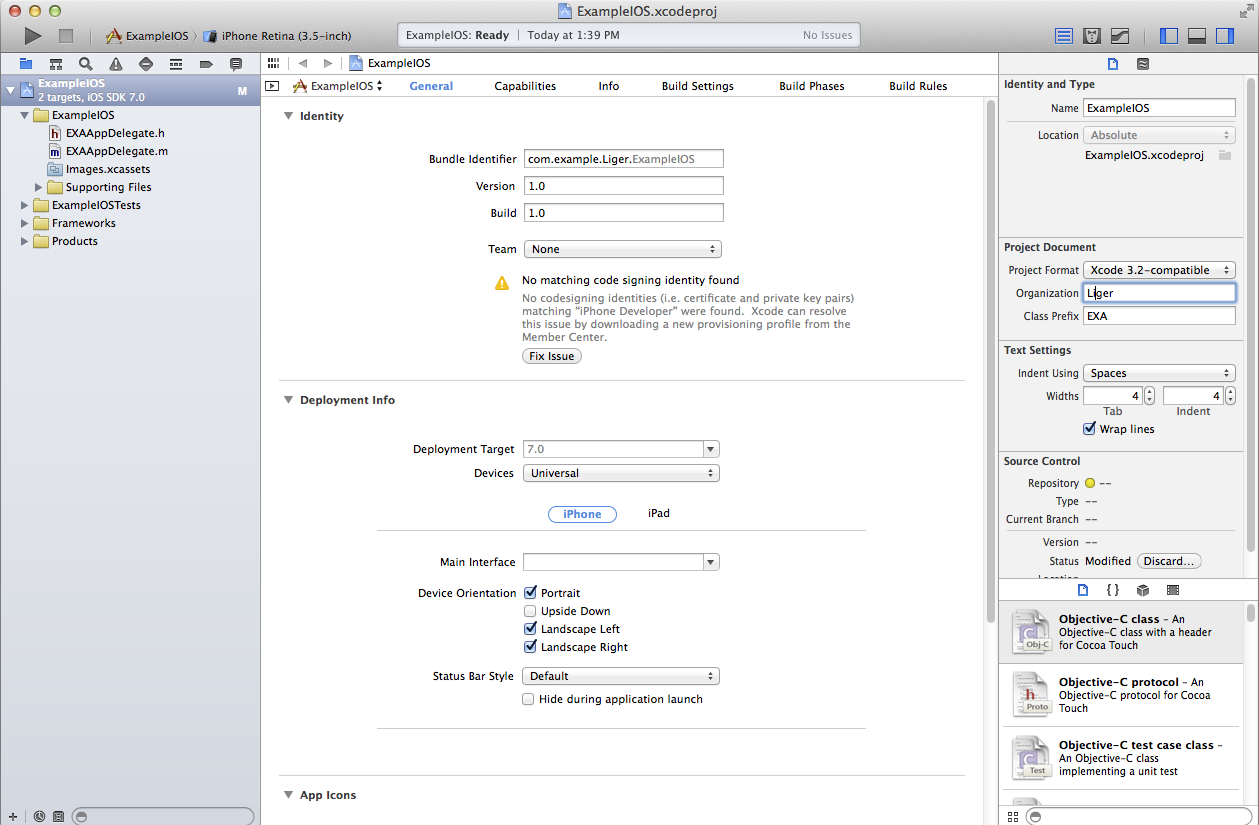 ExampleIOS.xcodeproj
ExampleIOS
iPhone Retina (3.5-inch)
ExampleIOS: Ready
Today at 1:39 PM
No Issues
ExampleIOS
2 targets, iOS SDK 7.0
M
ExampleIOS
h EXAAppDelegate.h
m EXAAppDelegate.m
Images.xcassets
Supporting Files
ExampleIOSTests
Frameworks
Products
ExampleIOS
ExampleIOS
General
Capabilities
Info
Build Settings
Build Phases
Build Rules
Identity
Bundle Identifier com.example.Liger.ExampleIOS
Version 1.0
Build 1.0
Team None
No matching code signing identity found
No codesigning identities (i.e. certificate and private key pairs)
matching “iPhone Developer” were found. Xcode can resolve
this issue by downloading a new provisioning profile from the
Member Center.
Fix Issue
Deployment Info
Deployment Target 7.0
Devices Universal
iPhone
iPad
Main Interface
Device Orientation Portrait
Upside Down
Landscape Left
Landscape Right
Status Bar Style Default
Hide during application launch
App Icons
Identity and Type
Name ExampleIOS
Location Absolute
ExampleIOS.xcodeproj
Project Document
Project Format Xcode 3.2-compatible
Organization Liger
Class Prefix EXA
Text Settings
Indent Using Spaces
Widths 4 4
Tab Indent
Wrap lines
Source Control
Repository --
Type --
Current Branch --
Version --
Status Modified Discard...
Location
{ }
Objective-C class – An
Objective-C class with a header
for Cocoa Touch
C
Obj-C
Objective-C protocol – An
Objective-C protocol for Cocoa
Touch
h
Proto
Objective-C test case class –
An Objective-C class
implementing a unit test
C
Test